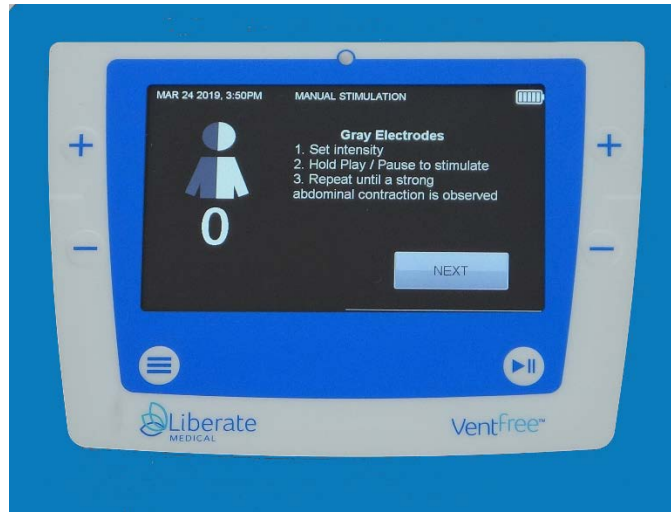 MAR 24 2019, 3:50PM MANUAL STIMULATION
Gray Electrodes
1. Set intensity
2. Hold Play / Pause to stimulate
3. Repeat until a strong
abdominal contraction is observed
0
NEXT
+ +
− −
Liberate
MEDICAL
VentFree™